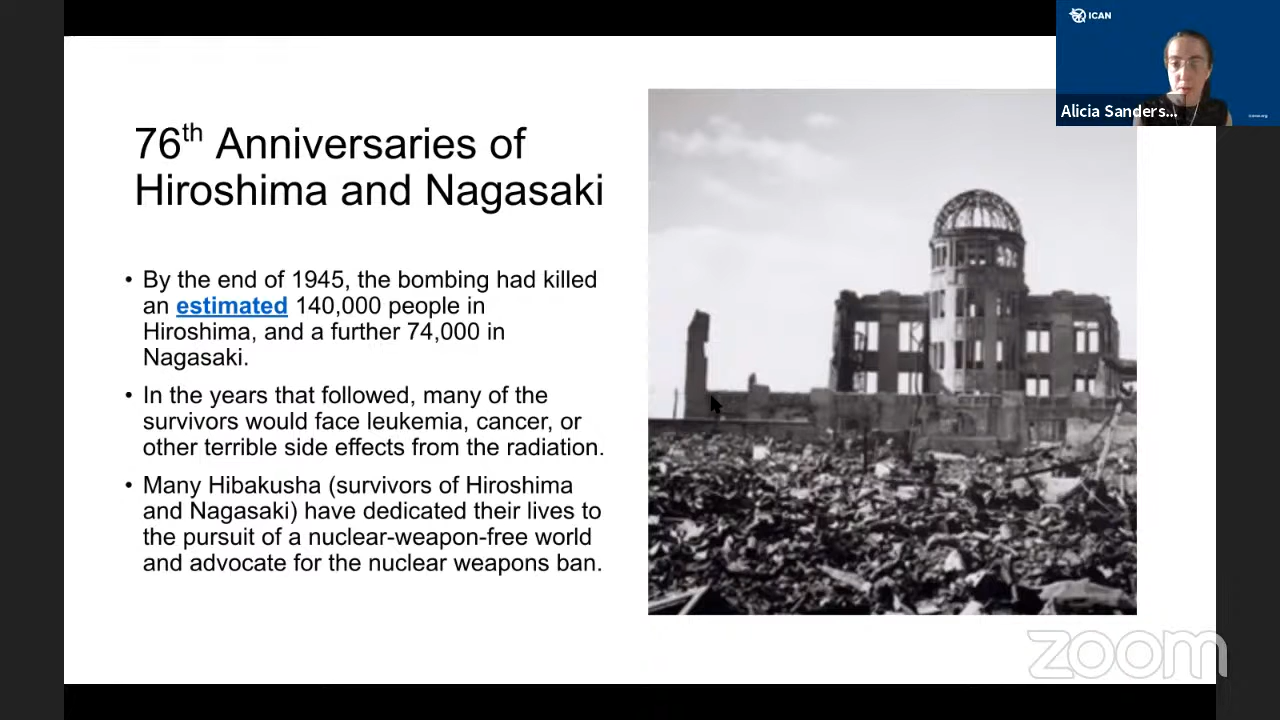 ICAN
Alicia Sanders...
76th Anniversaries of
Hiroshima and Nagasaki
• By the end of 1945, the bombing had killed
an estimated 140,000 people in
Hiroshima, and a further 74,000 in
Nagasaki.
• In the years that followed, many of the
survivors would face leukemia, cancer, or
other terrible side effects from the radiation.
• Many Hibakusha (survivors of Hiroshima
and Nagasaki) have dedicated their lives to
the pursuit of a nuclear-weapon-free world
and advocate for the nuclear weapons ban.
zoom